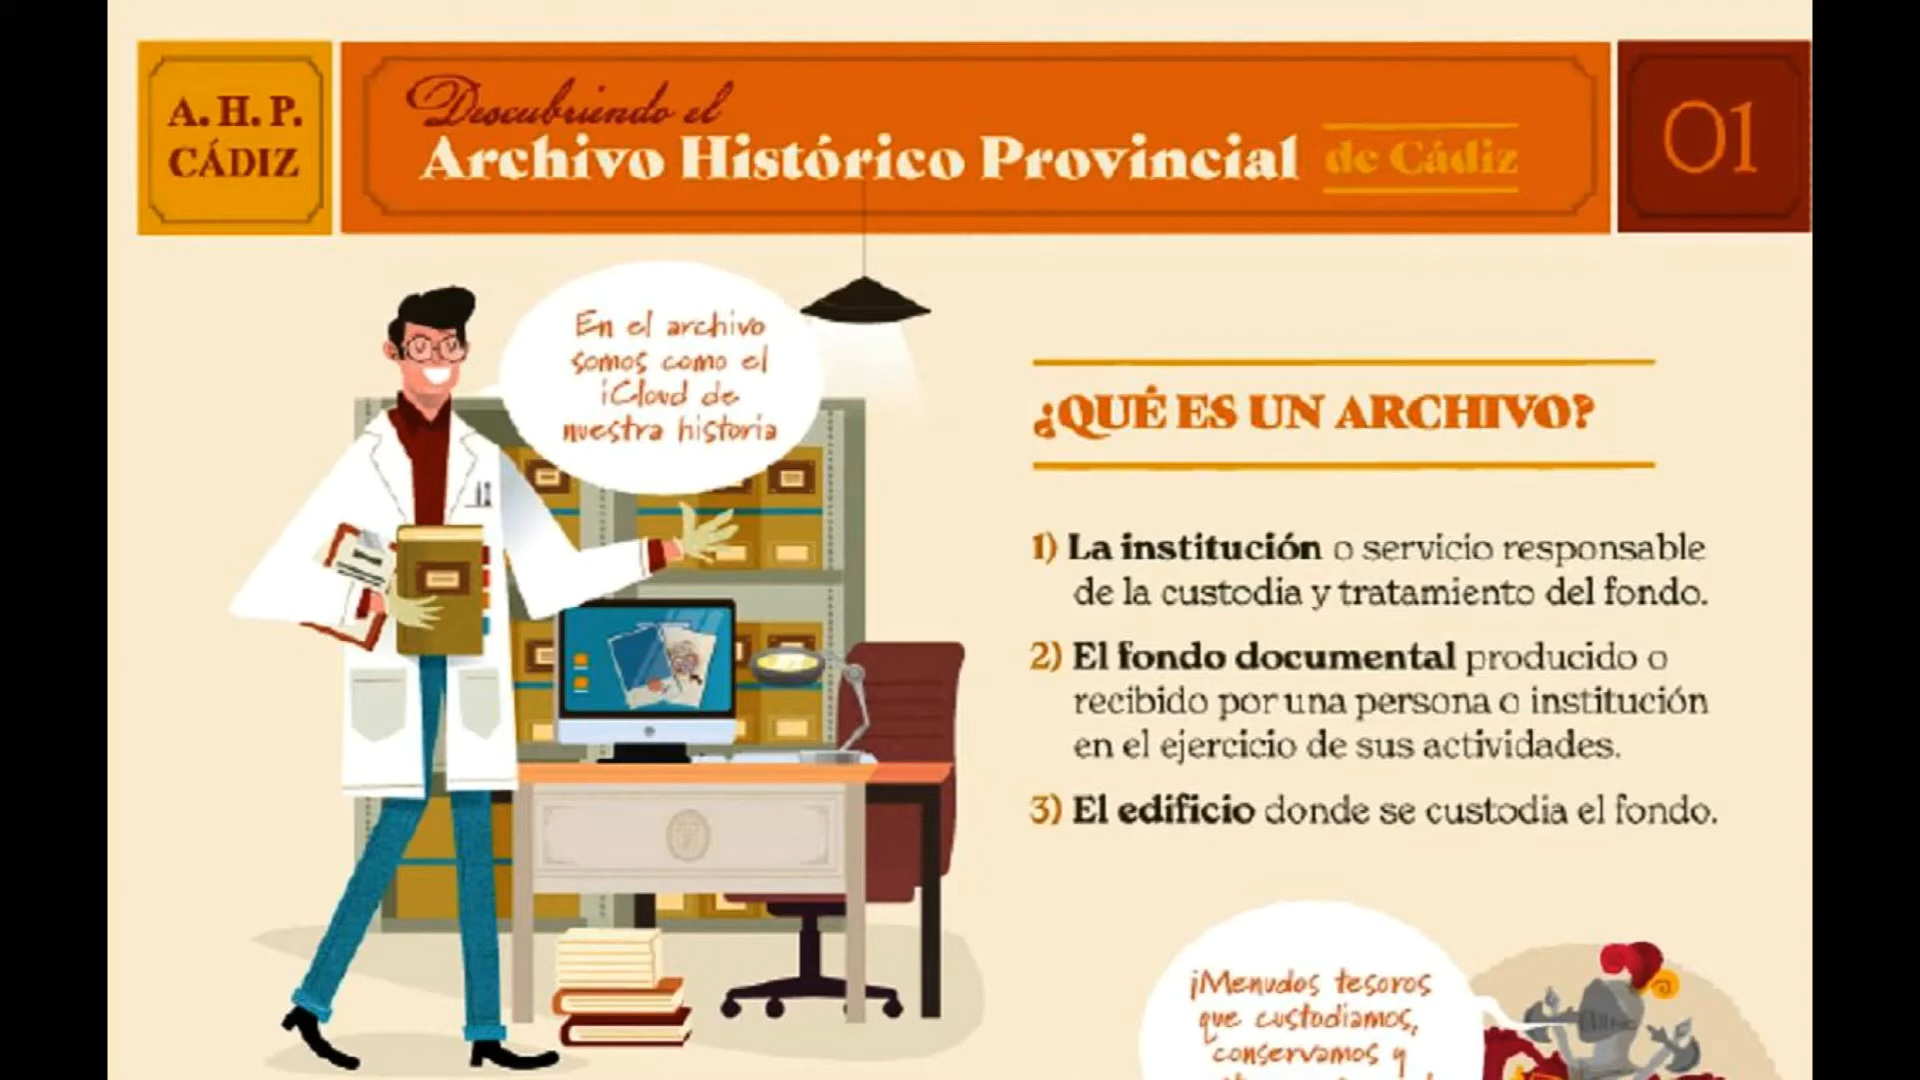 A. H. P.
CÁDIZ
Descubriendo el
Archivo Histórico Provincial de Cádiz
01
En el archivo
somos como el
iCloud de
nuestra historia
¿QUÉ ES UN ARCHIVO?
1) La institución o servicio responsable
de la custodia y tratamiento del fondo.
2) El fondo documental producido o
recibido por una persona o institución
en el ejercicio de sus actividades.
3) El edificio donde se custodia el fondo.
¡Menudos tesoros
que custodiamos,
conservamos y